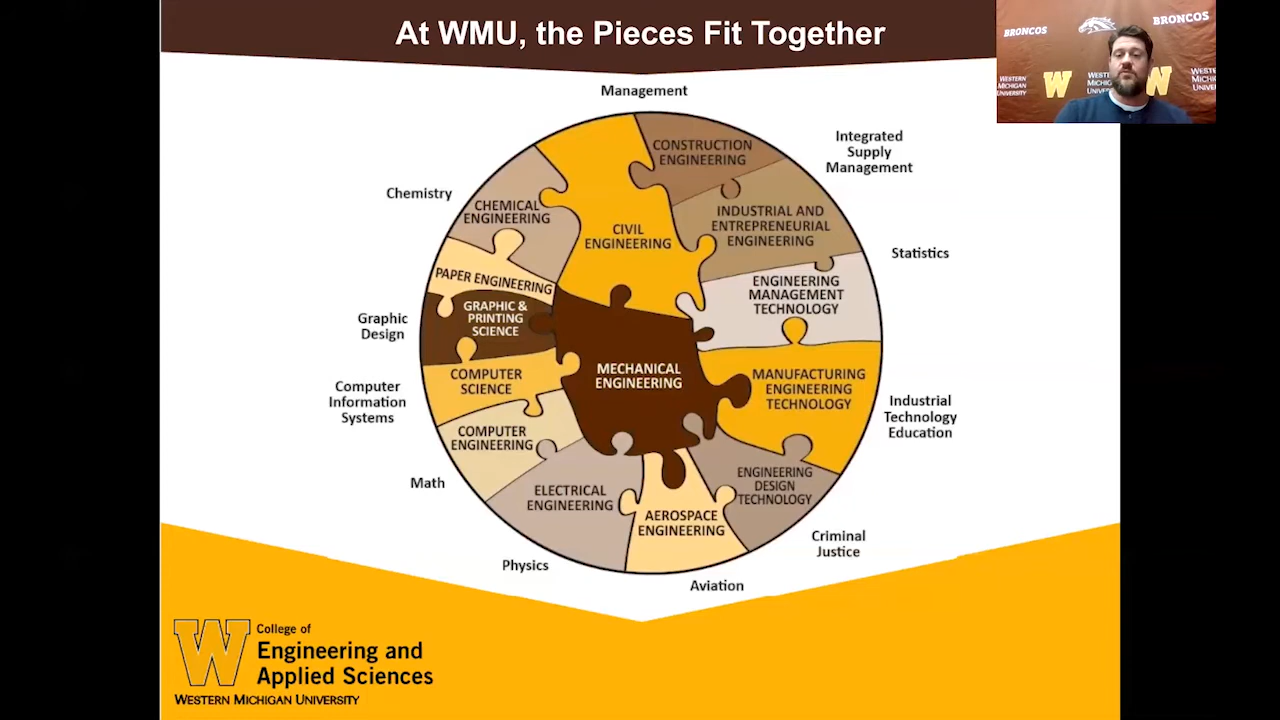 At WMU, the Pieces Fit Together
BRONCOS
BRONCOS
WESTERN
MICHIGAN
UNIVERSITY
W
W
Management
Integrated
Supply
Management
Chemistry
Statistics
Graphic
Design
Computer
Information
Systems
Industrial
Technology
Education
Math
Criminal
Justice
Physics
Aviation
CONSTRUCTION
ENGINEERING
CHEMICAL
ENGINEERING
CIVIL
ENGINEERING
INDUSTRIAL AND
ENTREPRENEURIAL
ENGINEERING
PAPER ENGINEERING
ENGINEERING
MANAGEMENT
TECHNOLOGY
GRAPHIC &
PRINTING
SCIENCE
MECHANICAL
ENGINEERING
COMPUTER
SCIENCE
MANUFACTURING
ENGINEERING
TECHNOLOGY
COMPUTER
ENGINEERING
ELECTRICAL
ENGINEERING
AEROSPACE
ENGINEERING
ENGINEERING
DESIGN
TECHNOLOGY
W
College of
Engineering and
Applied Sciences
WESTERN MICHIGAN UNIVERSITY